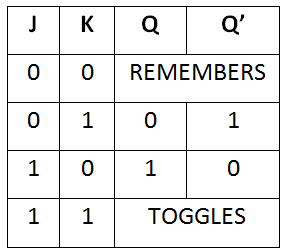 J K Q Q’
0 0 REMEMBERS
0 1 0 1
1 0 1 0
1 1 TOGGLES